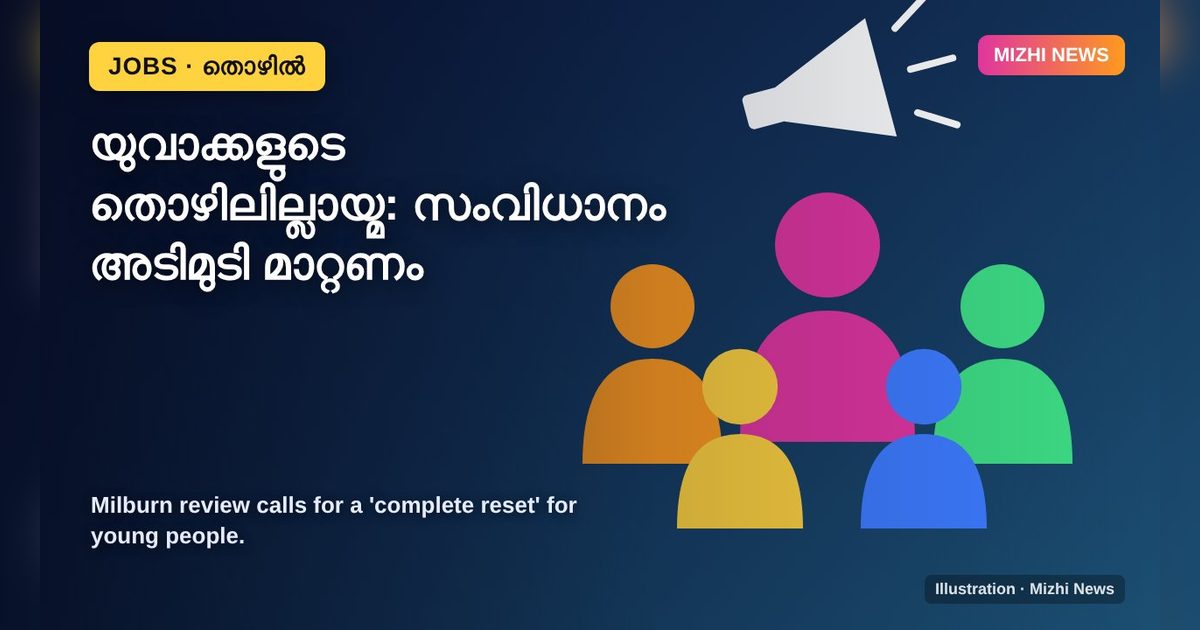 JOBS · തൊഴിൽ
MIZHI NEWS
യുവാക്കളുടെ
തൊഴിലില്ലായ്മ: സംവിധാനം
അടിമുടി മാറ്റണം
Milburn review calls for a 'complete reset' for
young people.
Illustration · Mizhi News